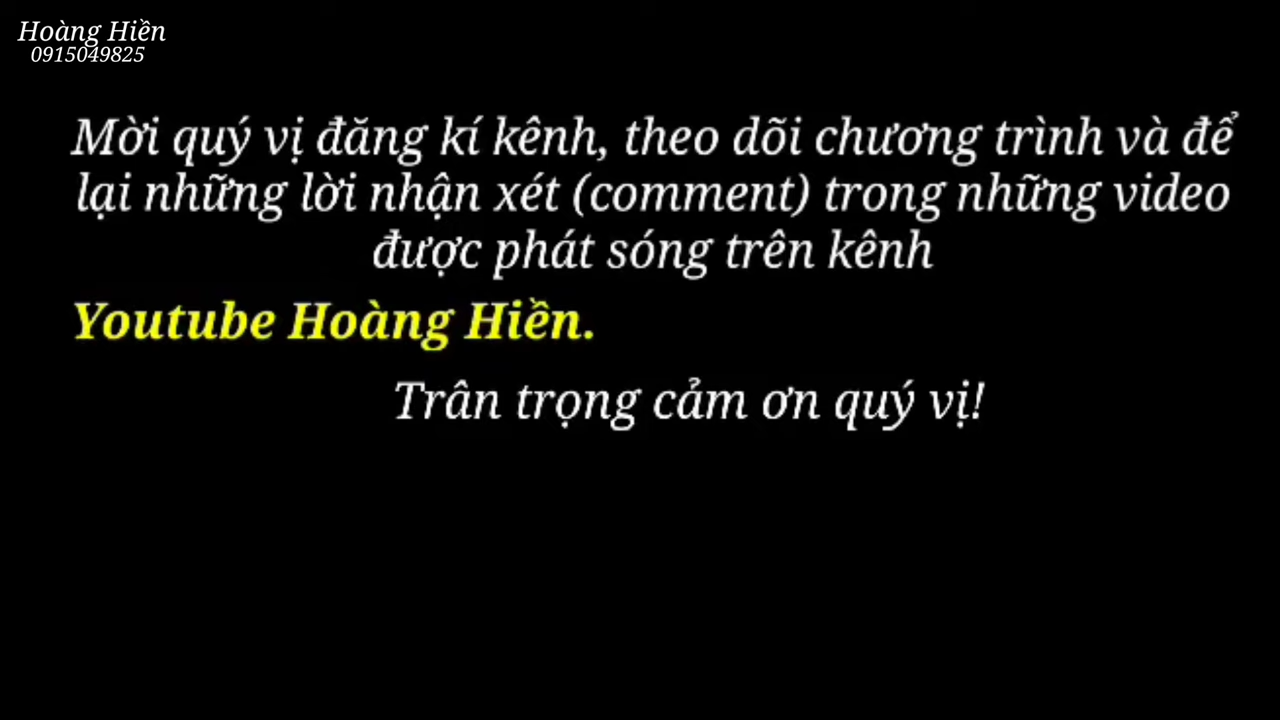 Hoàng Hiền
0915049825
Mời quý vị đăng kí kênh, theo dõi chương trình và để
lại những lời nhận xét (comment) trong những video
được phát sóng trên kênh
Youtube Hoàng Hiền.
Trân trọng cảm ơn quý vị!